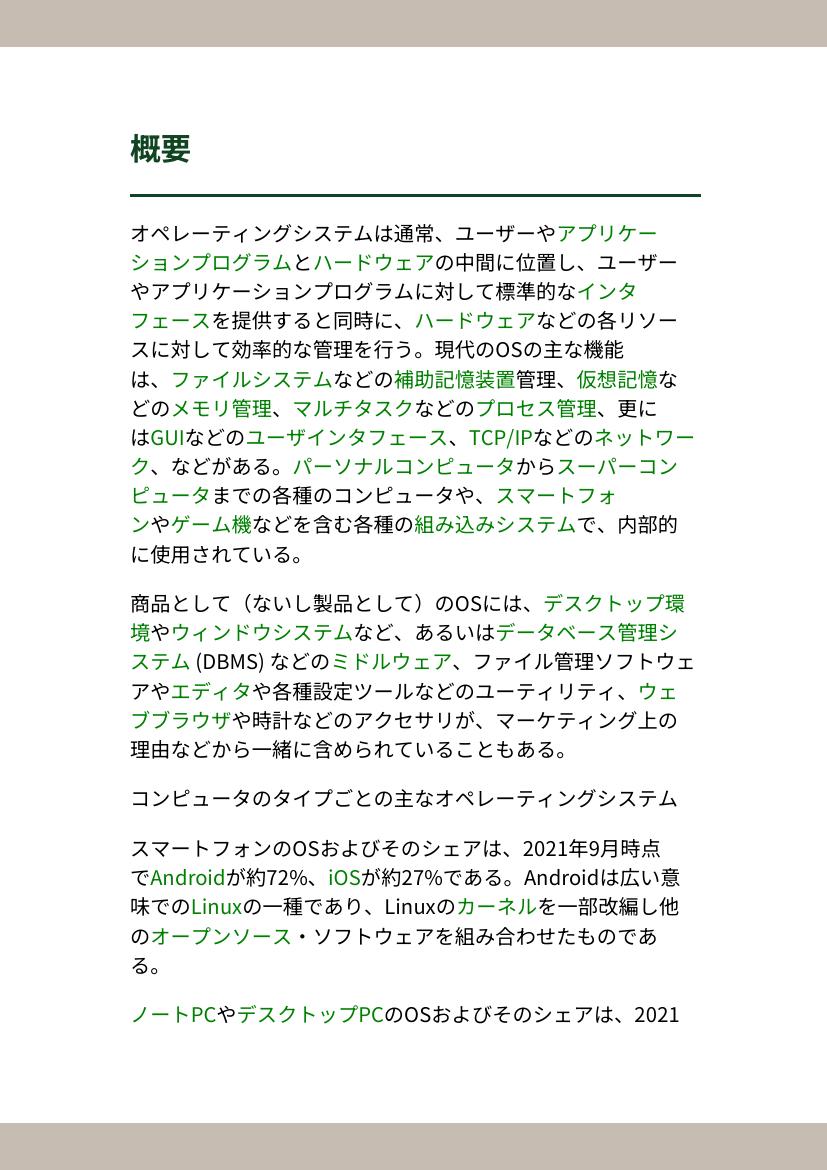 概要
オペレーティングシステムは通常、ユーザーやアプリケー
ションプログラムとハードウェアの中間に位置し、ユーザー
やアプリケーションプログラムに対して標準的なインタ
フェースを提供すると同時に、ハードウェアなどの各リソー
スに対して効率的な管理を行う。現代のOSの主な機能
は、ファイルシステムなどの補助記憶装置管理、仮想記憶な
どのメモリ管理、マルチタスクなどのプロセス管理、更に
はGUIなどのユーザインタフェース、TCP/IPなどのネットワー
ク、などがある。パーソナルコンピュータからスーパーコン
ピュータまでの各種のコンピュータや、スマートフォ
ンやゲーム機などを含む各種の組み込みシステムで、内部的
に使用されている。
商品として（ないし製品として）のOSには、デスクトップ環
境やウィンドウシステムなど、あるいはデータベース管理シ
ステム (DBMS) などのミドルウェア、ファイル管理ソフトウェ
アやエディタや各種設定ツールなどのユーティリティ、ウェ
ブブラウザや時計などのアクセサリが、マーケティング上の
理由などから一緒に含められていることもある。
コンピュータのタイプごとの主なオペレーティングシステム
スマートフォンのOSおよびそのシェアは、2021年9月時点
でAndroidが約72%、iOSが約27%である。Androidは広い意
味でのLinuxの一種であり、Linuxのカーネルを一部改編し他
のオープンソース・ソフトウェアを組み合わせたものであ
る。
ノートPCやデスクトップPCのOSおよびそのシェアは、2021